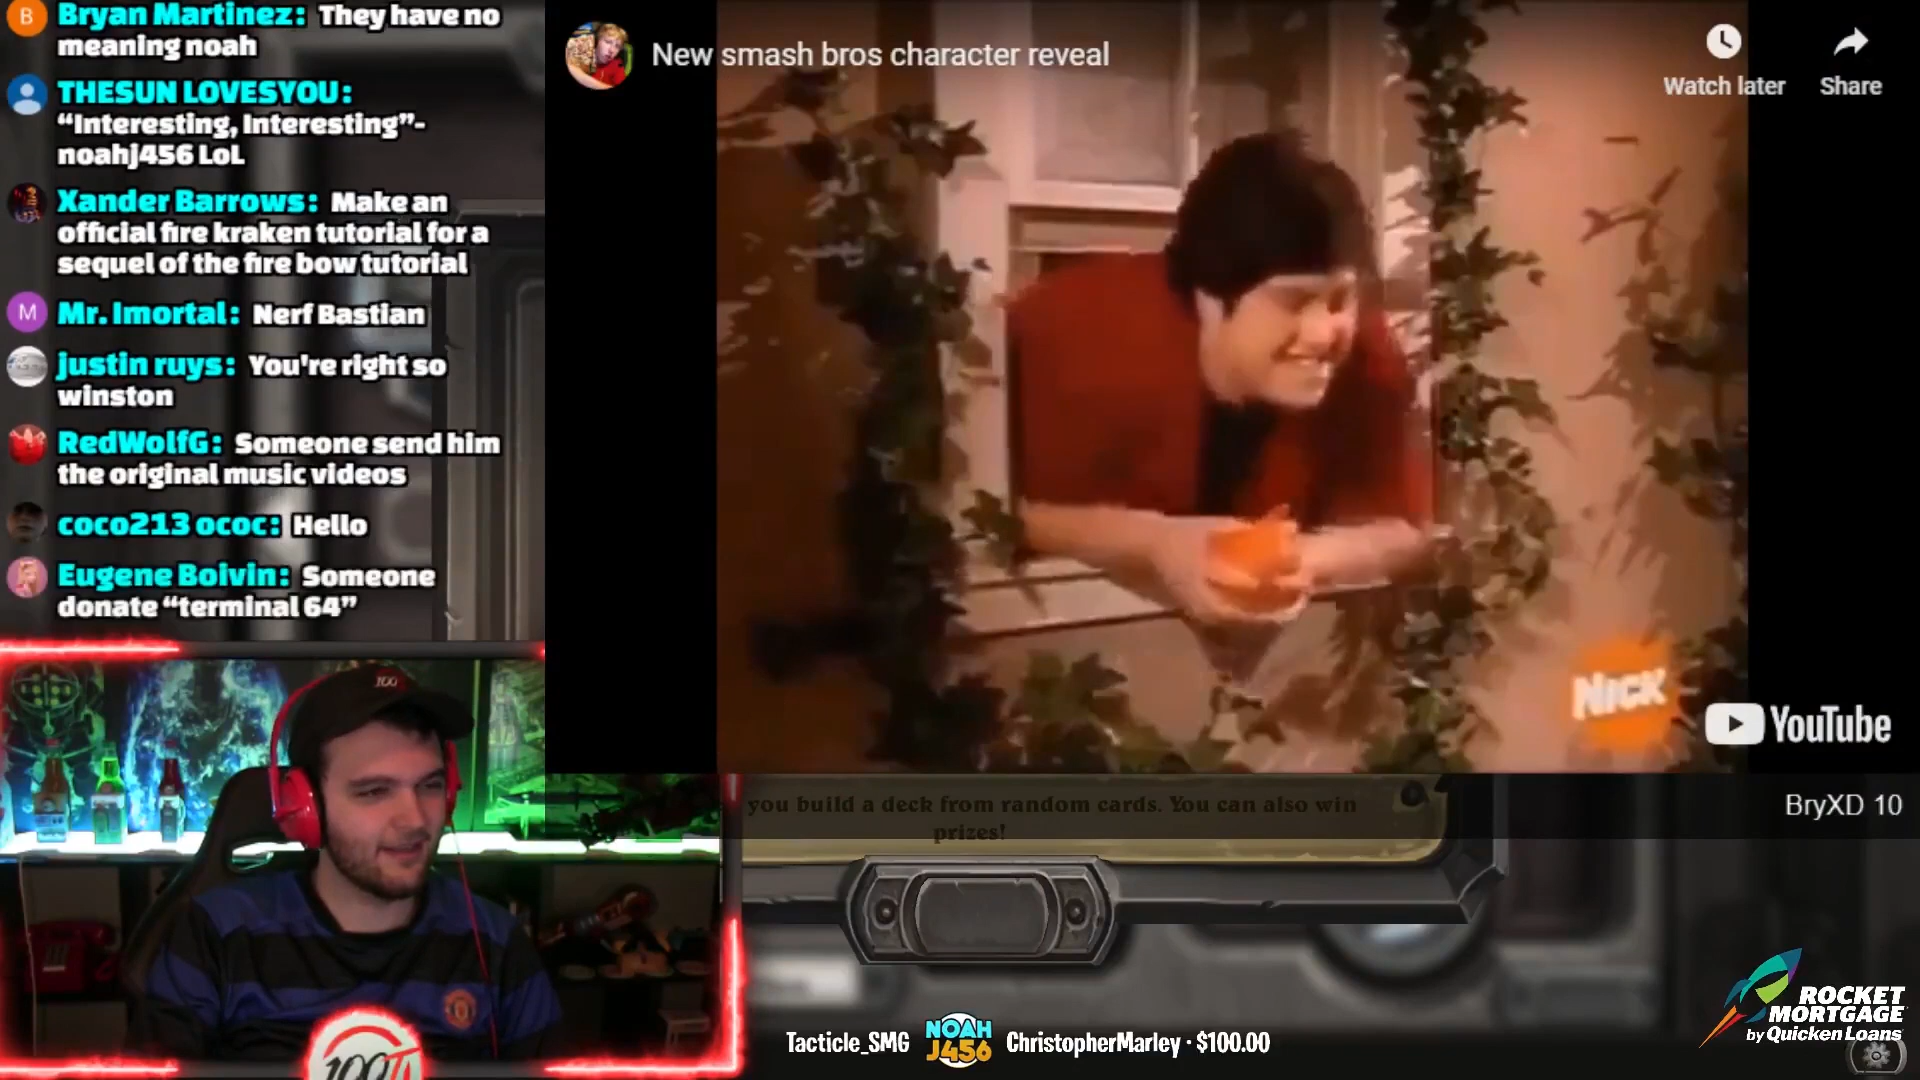 B Bryan Martinez: They have no
meaning noah
THESUN LOVESYOU:
“Interesting, Interesting”-
noahj456 LoL
Xander Barrows: Make an
official fire kraken tutorial for a
sequel of the fire bow tutorial
M Mr. Imortal: Nerf Bastian
justin ruys: You're right so
winston
RedWolfG: Someone send him
the original music videos
coco213 ococ: Hello
Eugene Boivin: Someone
donate “terminal 64”
New smash bros character reveal
Watch later
Share
NICK
YouTube
you build a deck from random cards. You can also win
prizes!
BryXD 10
100
100T
Tacticle_SMG
NOAH
J456
ChristopherMarley · $100.00
ROCKET
MORTGAGE
by Quicken Loans